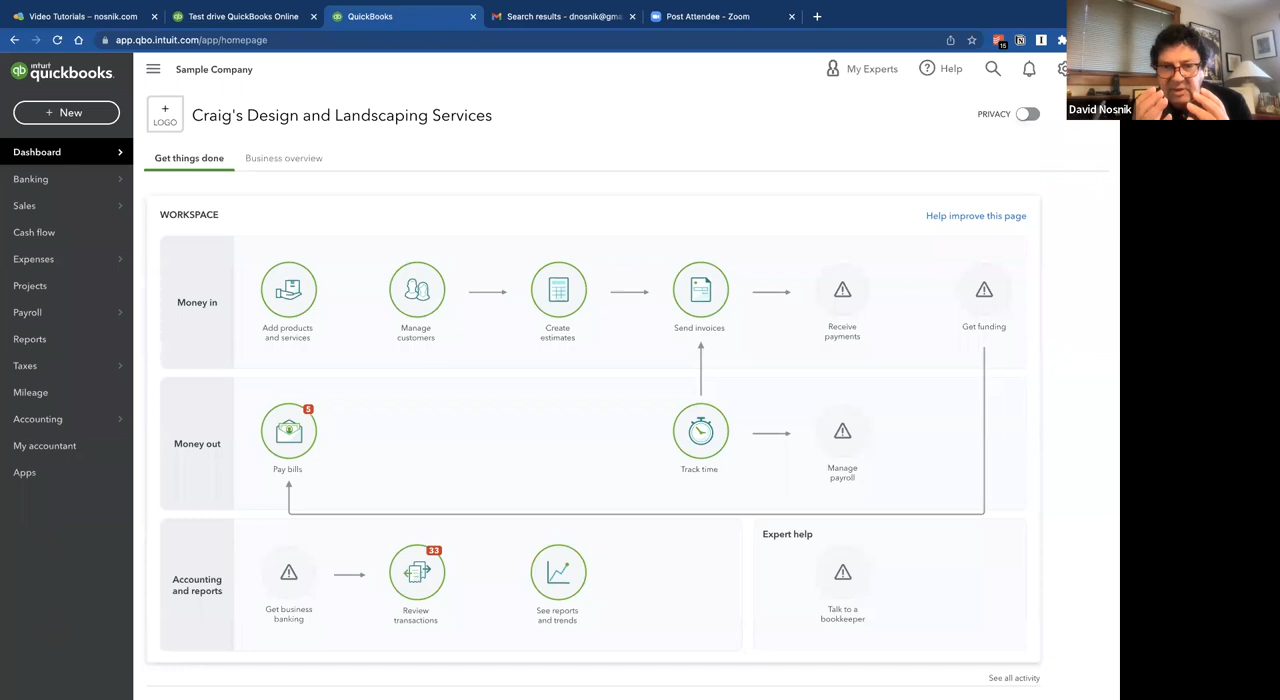 Video Tutorials – nosnik.com
Test drive QuickBooks Online
QuickBooks
Search results - dnosnik@gma
Post Attendee - Zoom
app.qbo.intuit.com/app/homepage
15
David Nosnik
intuit
quickbooks.
Sample Company
My Experts
Help
+ New
+
LOGO
Craig's Design and Landscaping Services
PRIVACY
Dashboard
Banking
Sales
Cash flow
Expenses
Projects
Payroll
Reports
Taxes
Mileage
Accounting
My accountant
Apps
Get things done
Business overview
WORKSPACE
Help improve this page
Money in
Add products
and services
Manage
customers
Create
estimates
Send invoices
Receive
payments
Get funding
Money out
5
Pay bills
Track time
Manage
payroll
Accounting
and reports
Get business
banking
33
Review
transactions
See reports
and trends
Expert help
Talk to a
bookkeeper
See all activity